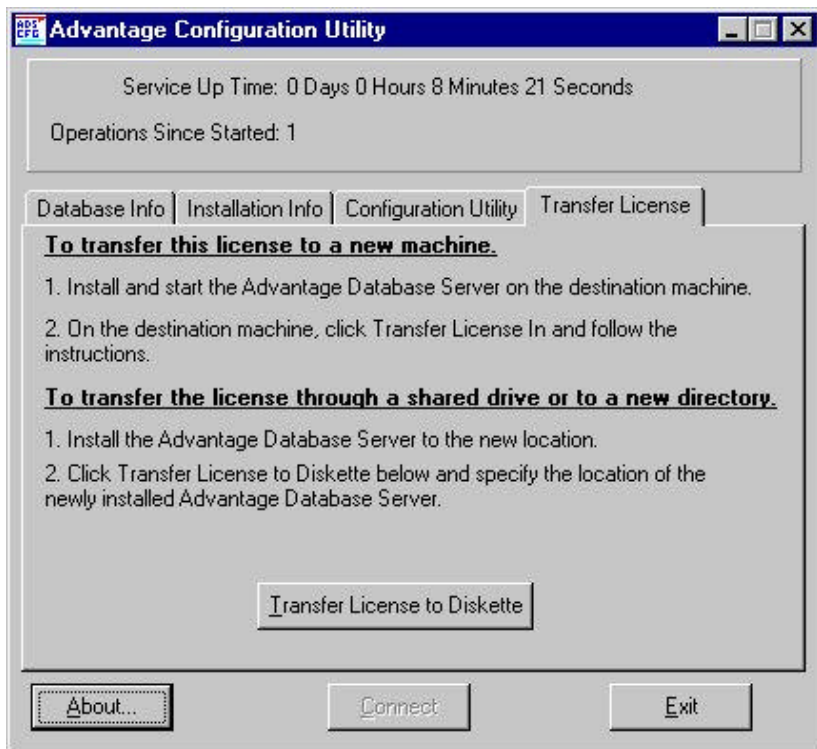 ADS
CFG
Advantage Configuration Utility
Service Up Time: 0 Days 0 Hours 8 Minutes 21 Seconds
Operations Since Started: 1
Database Info
Installation Info
Configuration Utility
Transfer License
To transfer this license to a new machine.
1. Install and start the Advantage Database Server on the destination machine.
2. On the destination machine, click Transfer License In and follow the
instructions.
To transfer the license through a shared drive or to a new directory.
1. Install the Advantage Database Server to the new location.
2. Click Transfer License to Diskette below and specify the location of the
newly installed Advantage Database Server.
Transfer License to Diskette
About...
Connect
Exit